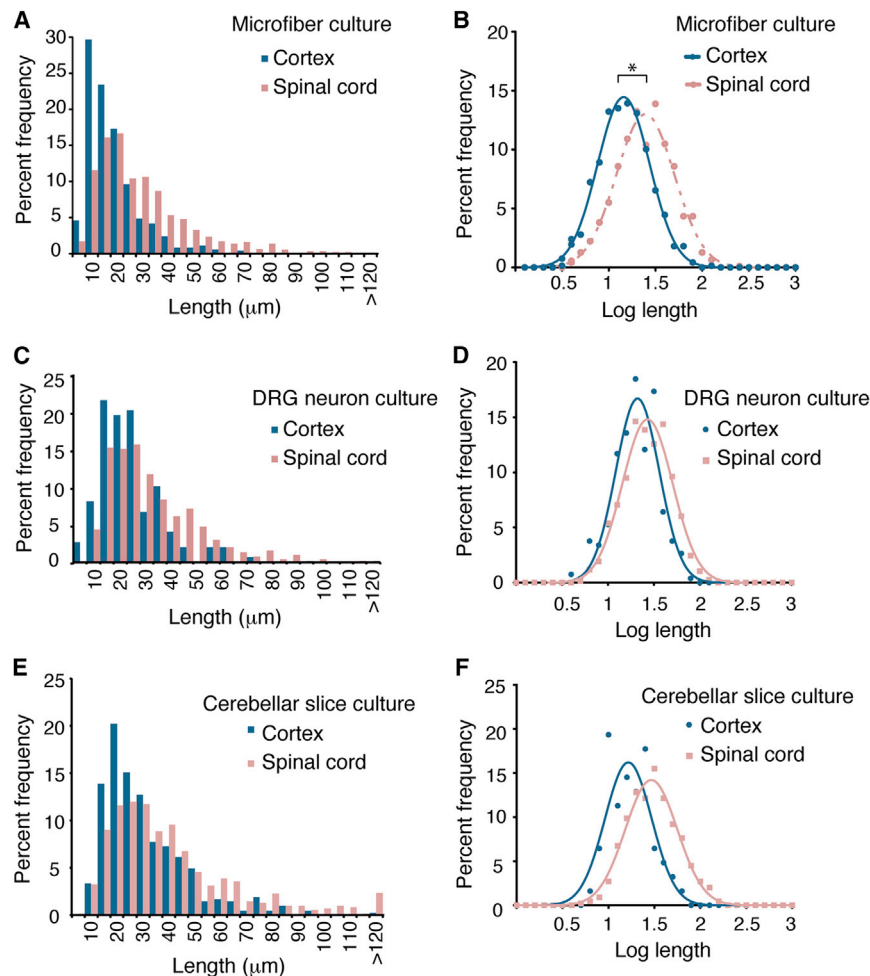 A
Microfiber culture
Cortex
Spinal cord
Percent frequency
30
25
20
15
10
5
0
10
20
30
40
50
60
70
80
90
100
110
>120
Length (μm)
B
Microfiber culture
Cortex
Spinal cord
*
Percent frequency
20
15
10
5
0
0.5
1
1.5
2
2.5
3
Log length
C
DRG neuron culture
Cortex
Spinal cord
Percent frequency
25
20
15
10
5
0
10
20
30
40
50
60
70
80
90
100
110
>120
Length (μm)
D
DRG neuron culture
Cortex
Spinal cord
Percent frequency
20
15
10
5
0
0.5
1
1.5
2
2.5
3
Log length
E
Cerebellar slice culture
Cortex
Spinal cord
Percent frequency
25
20
15
10
5
0
10
20
30
40
50
60
70
80
90
100
110
>120
Length (μm)
F
Cerebellar slice culture
Cortex
Spinal cord
Percent frequency
25
20
15
10
5
0
0.5
1
1.5
2
2.5
3
Log length